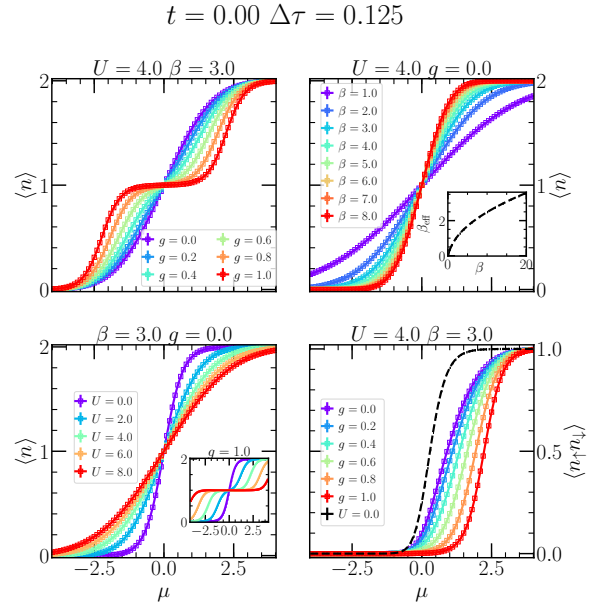 t = 0.00 Δτ = 0.125
U = 4.0 β = 3.0
2
1
0
⟨n⟩
g = 0.0
g = 0.2
g = 0.4
g = 0.6
g = 0.8
g = 1.0
U = 4.0 g = 0.0
β = 1.0
β = 2.0
β = 3.0
β = 4.0
β = 5.0
β = 6.0
β = 7.0
β = 8.0
2
1
0
⟨n⟩
2
0
β_eff
0
20
β
β = 3.0 g = 0.0
2
1
0
⟨n⟩
U = 0.0
U = 2.0
U = 4.0
U = 6.0
U = 8.0
g = 1.0
2
1
0
−2.5
0.0
2.5
−2.5
0.0
2.5
μ
U = 4.0 β = 3.0
g = 0.0
g = 0.2
g = 0.4
g = 0.6
g = 0.8
g = 1.0
U = 0.0
1.0
0.5
0.0
⟨n↑n↓⟩
−2.5
0.0
2.5
μ